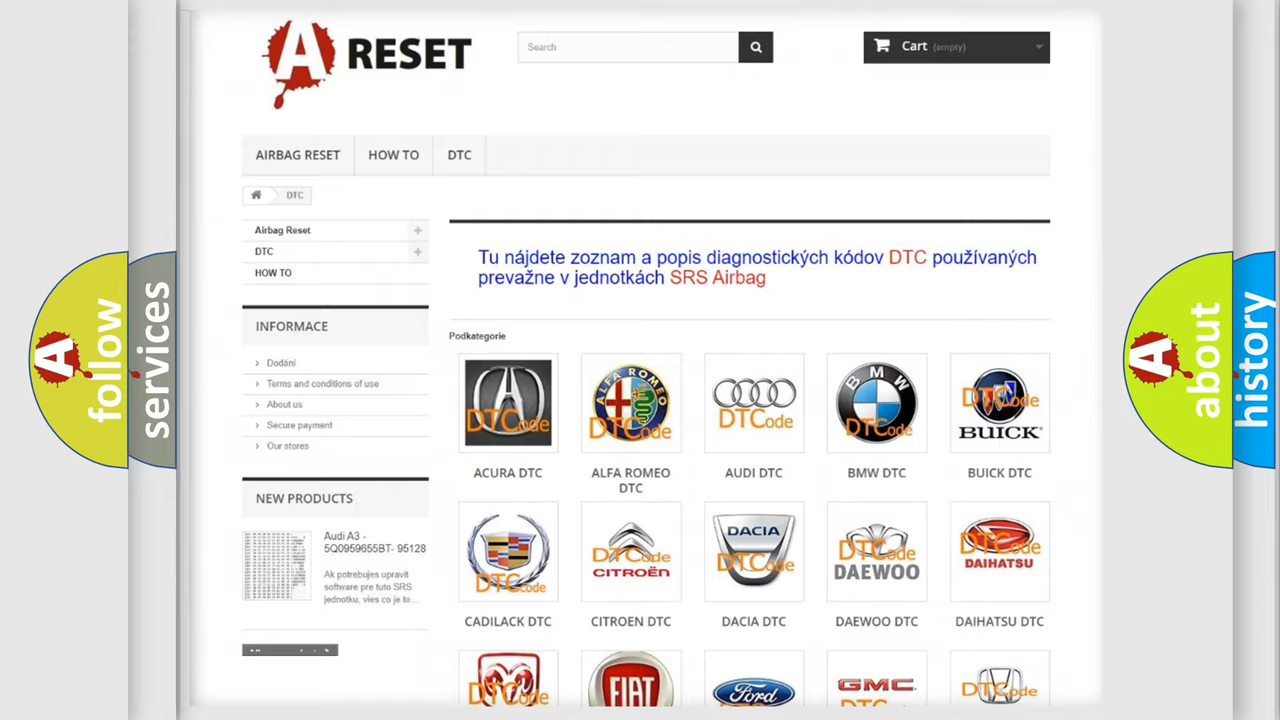 A RESET
Search
Cart (empty)
AIRBAG RESET
HOW TO
DTC
DTC
Airbag Reset
DTC
HOW TO
INFORMACE
Dodání
Terms and conditions of use
About us
Secure payment
Our stores
NEW PRODUCTS
Audi A3 -
5Q0959655BT- 95128
Ak potrebujes upravit
software pre tuto SRS
jednotku, vies co je to...
Tu nájdete zoznam a popis diagnostických kódov DTC používaných
prevažne v jednotkách SRS Airbag
Podkategorie
DTCode
ALFA ROMEO
DTCode
DTCode
BMW
DTCode
DTCode
BUICK
ACURA DTC
ALFA ROMEO
DTC
AUDI DTC
BMW DTC
BUICK DTC
DTCode
DTCode
CITROËN
DACIA
DTCode
DTCode
DAEWOO
DTCode
DAIHATSU
CADILACK DTC
CITROEN DTC
DACIA DTC
DAEWOO DTC
DAIHATSU DTC
DTCode
FIAT
Ford
GMC
DTCode
A follow
services
A about
history